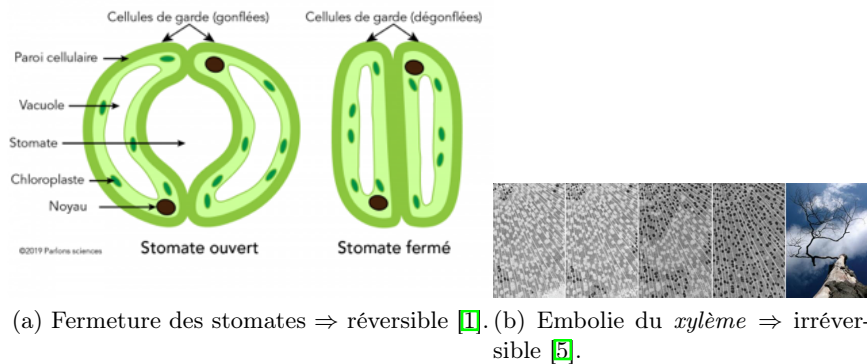 Cellules de garde (gonflées)
Cellules de garde (dégonflées)
Paroi cellulaire
Vacuole
Stomate
Chloroplaste
Noyau
©2019 Parlons sciences
Stomate ouvert
Stomate fermé
(a) Fermeture des stomates ⇒ réversible [1].
(b) Embolie du xylème ⇒ irréver-
sible [5].